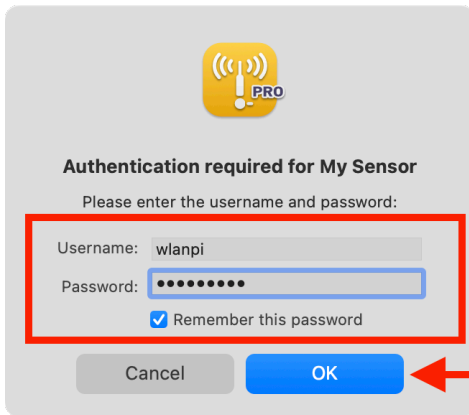 PRO
Authentication required for My Sensor
Please enter the username and password:
Username: wlanpi
Password: •••••••••
Remember this password
Cancel OK